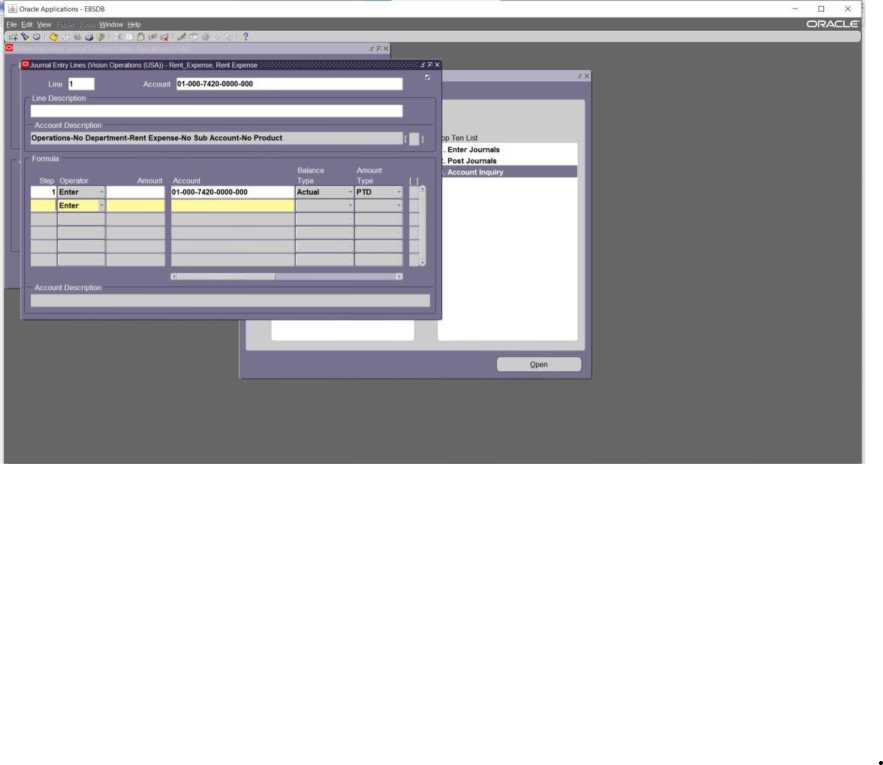 Oracle Applications - EBSDB
File Edit View Window Help
ORACLE
Journal Entry Lines (Vision Operations (USA)) - Rent_Expense, Rent Expense
Line 1 Account 01-000-7420-0000-000
Line Description
Account Description
Operations-No Department-Rent Expense-No Sub Account-No Product
[ ]
Formula
Balance Amount
Step Operator Amount Account Type Type [ ]
1 Enter 01-000-7420-0000-000 Actual PTD
Enter
Account Description
op Ten List
. Enter Journals
. Post Journals
. Account Inquiry
Open